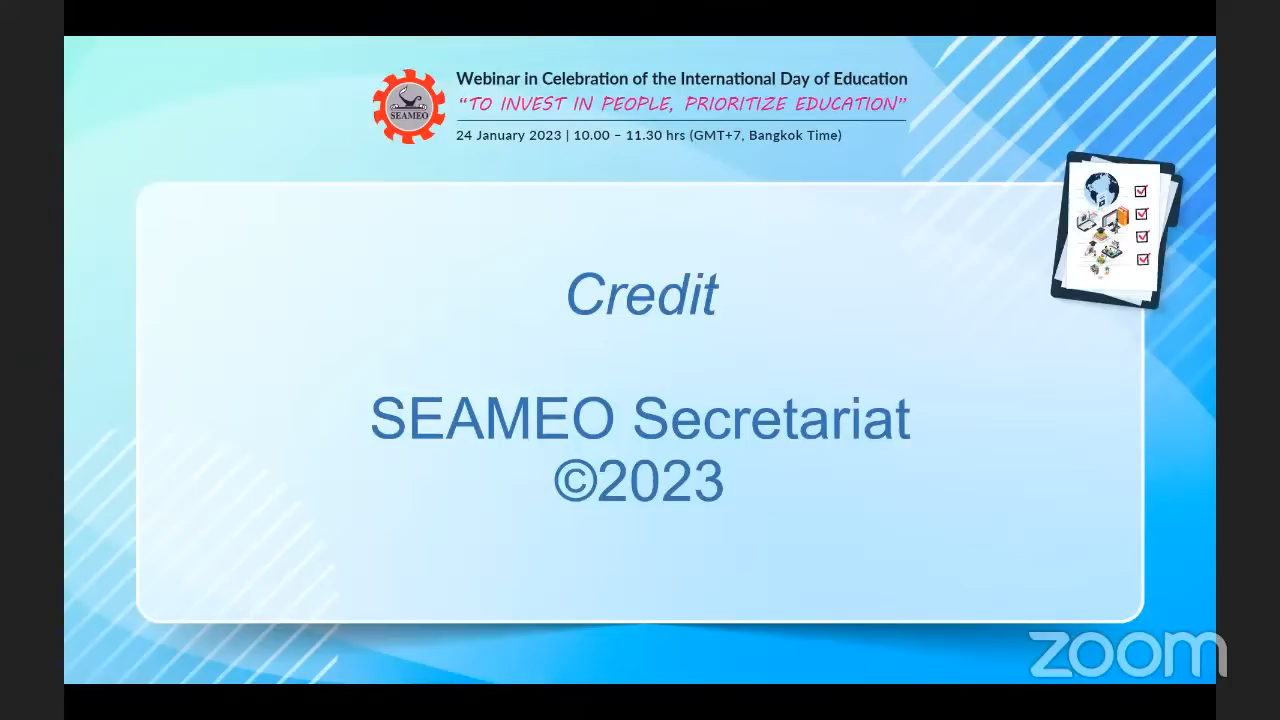 SEAMEO
Webinar in Celebration of the International Day of Education
“TO INVEST IN PEOPLE, PRIORITIZE EDUCATION”
24 January 2023 | 10.00 – 11.30 hrs (GMT+7, Bangkok Time)
Credit
SEAMEO Secretariat
©2023
zoom